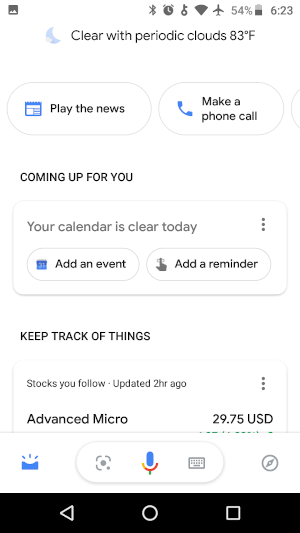 54% 6:23
Clear with periodic clouds 83°F
Play the news
Make a
phone call
COMING UP FOR YOU
Your calendar is clear today
Add an event
Add a reminder
KEEP TRACK OF THINGS
Stocks you follow · Updated 2hr ago
Advanced Micro 29.75 USD